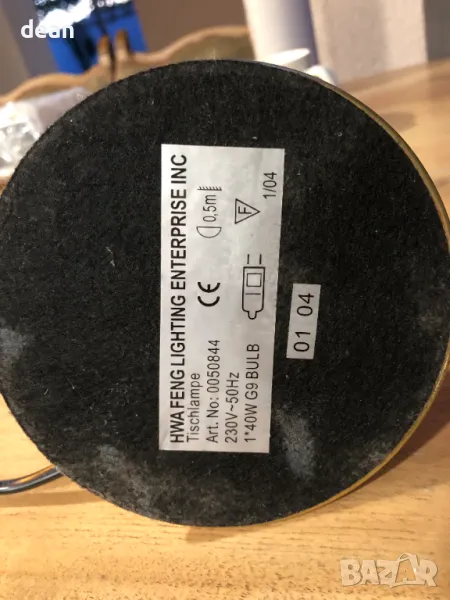 dean
HWA FENG LIGHTING ENTERPRISE INC
Tischlampe
Art. No: 0050844
230V~50Hz
1*40W G9 BULB
CE
0,5m
F
1/04
01 04
BAZAR